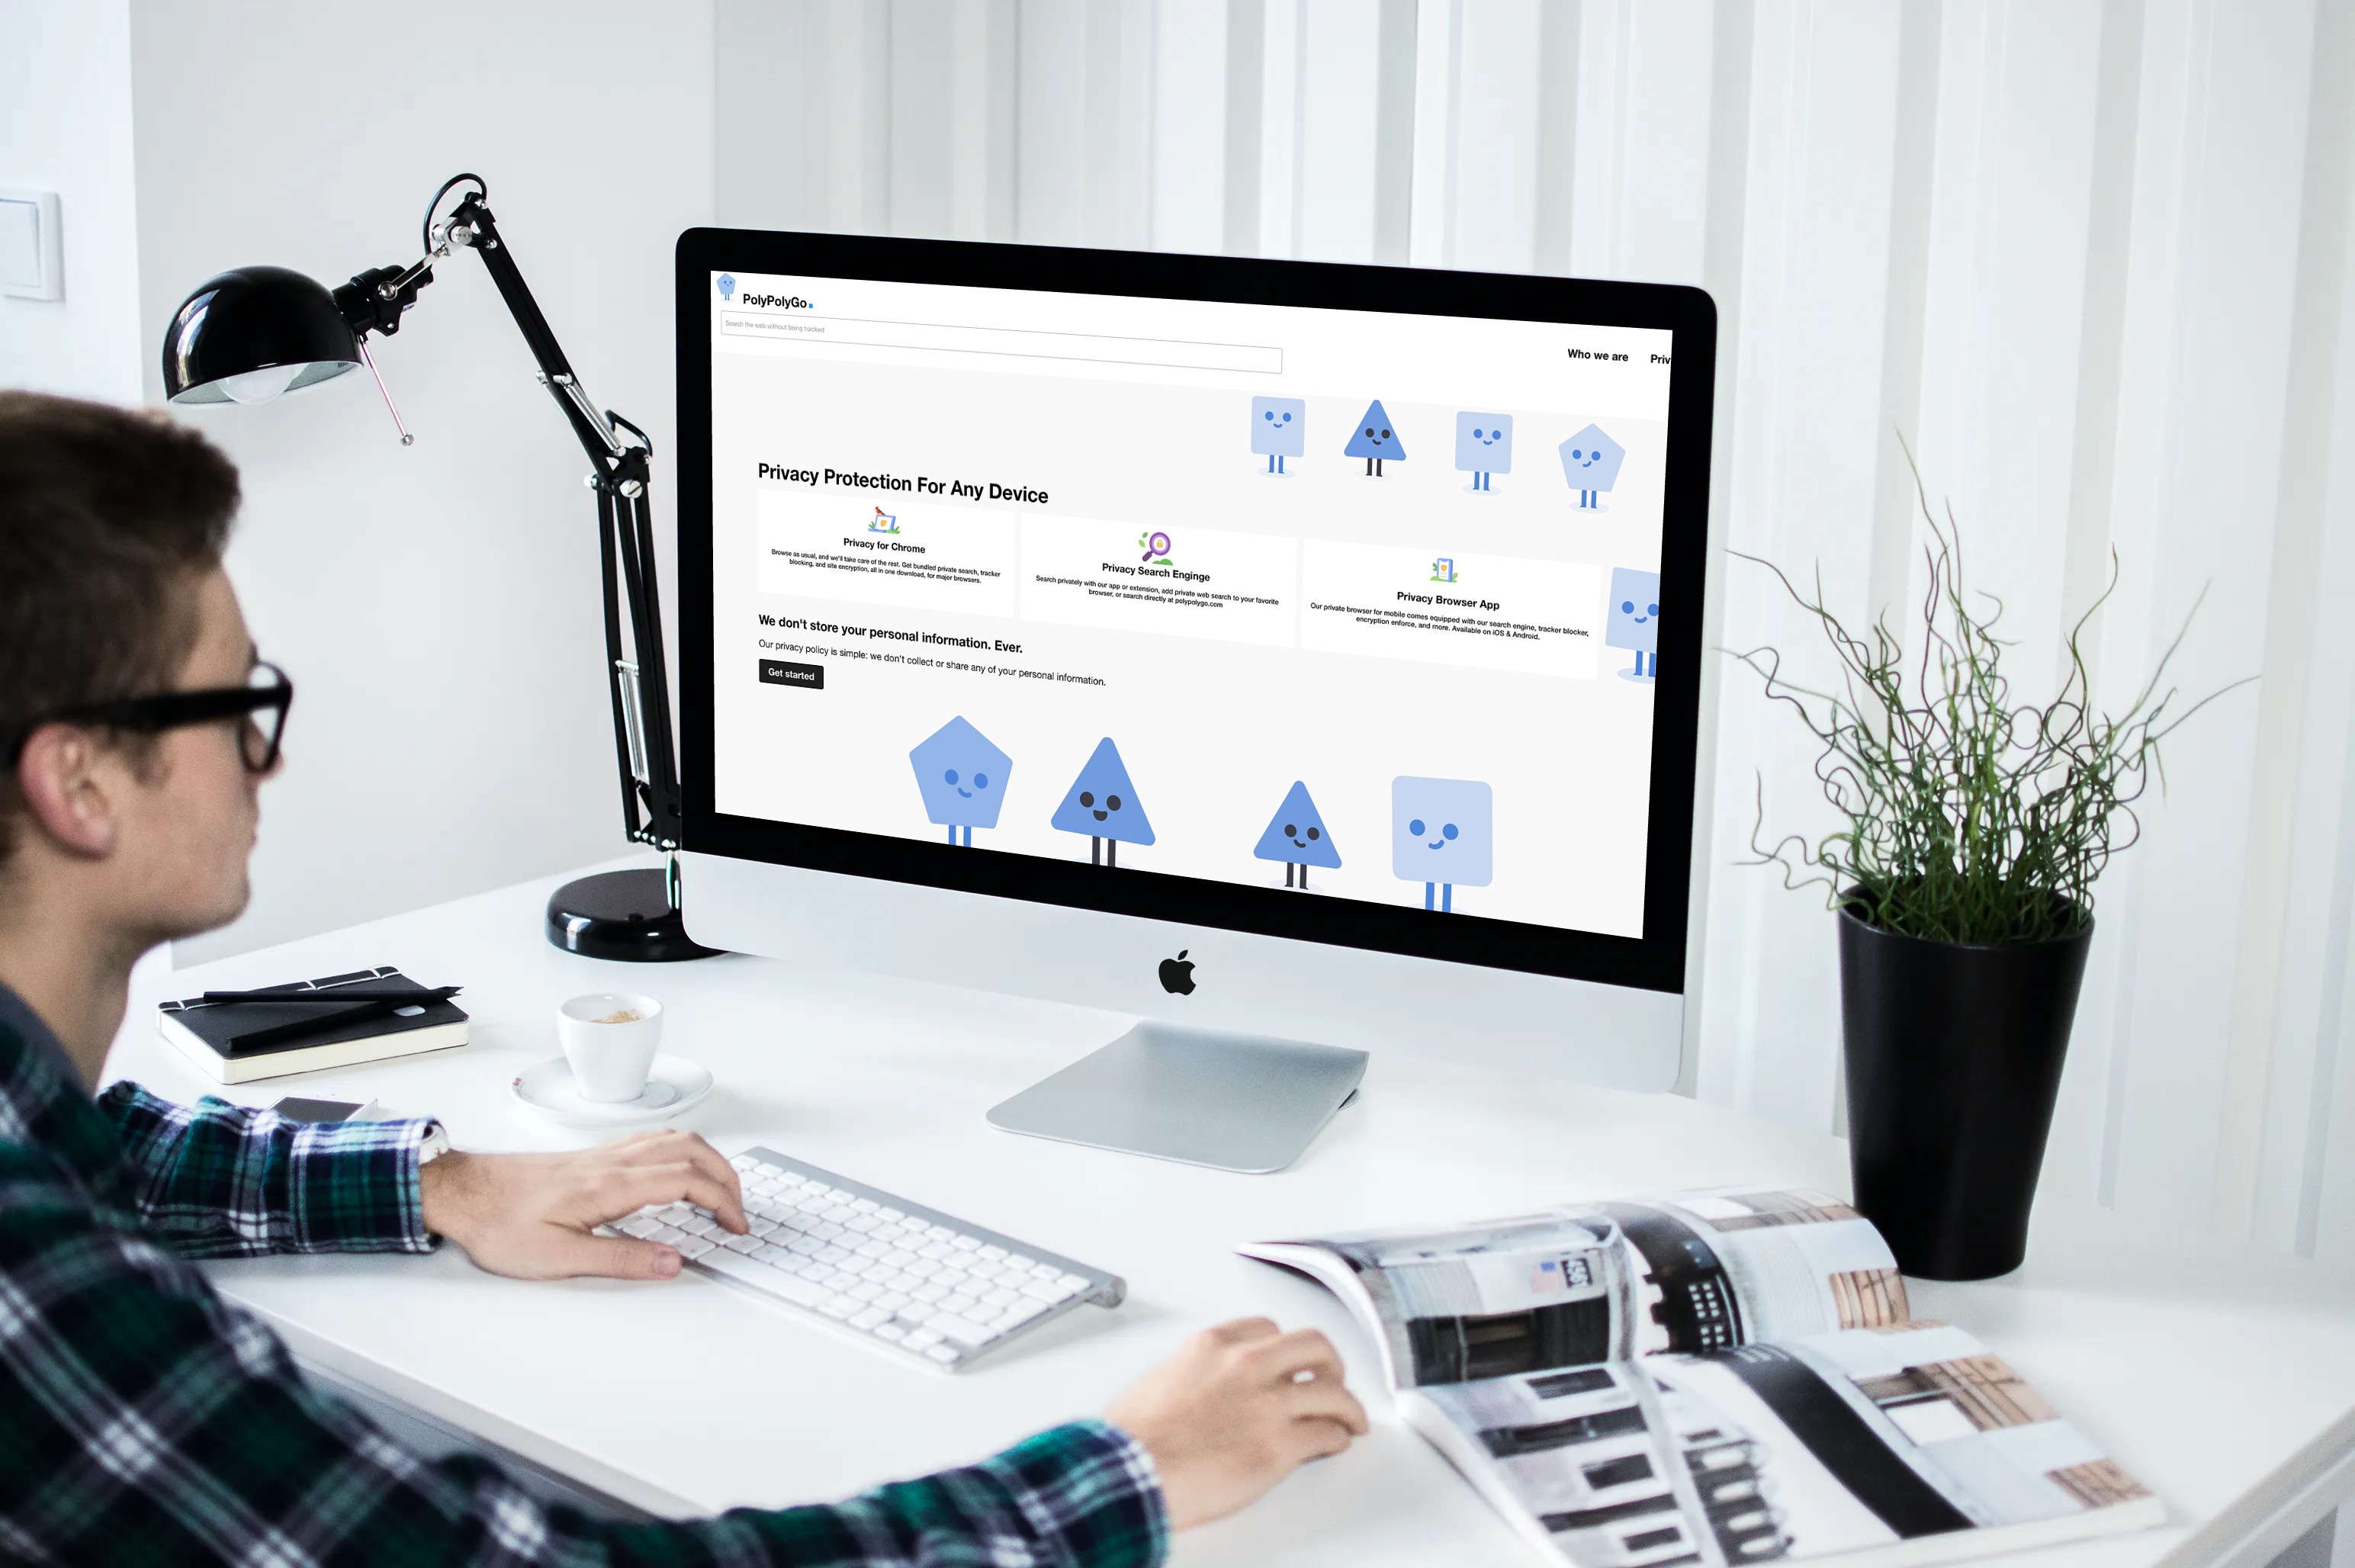 PolyPolyGo
Search the web without being tracked
Who we are
Priv
Privacy Protection For Any Device
Privacy for Chrome
Browse as usual, and we'll take care of the rest. Get bundled private search, tracker
blocking, and site encryption, all in one download, for major browsers.
Privacy Search Enginge
Search privately with our app or extension, add private web search to your favorite
browser, or search directly at polypolygo.com
Privacy Browser App
Our private browser for mobile comes equipped with our search engine, tracker blocker,
encryption enforce, and more. Available on iOS & Android.
We don't store your personal information. Ever.
Our privacy policy is simple: we don't collect or share any of your personal information.
Get started